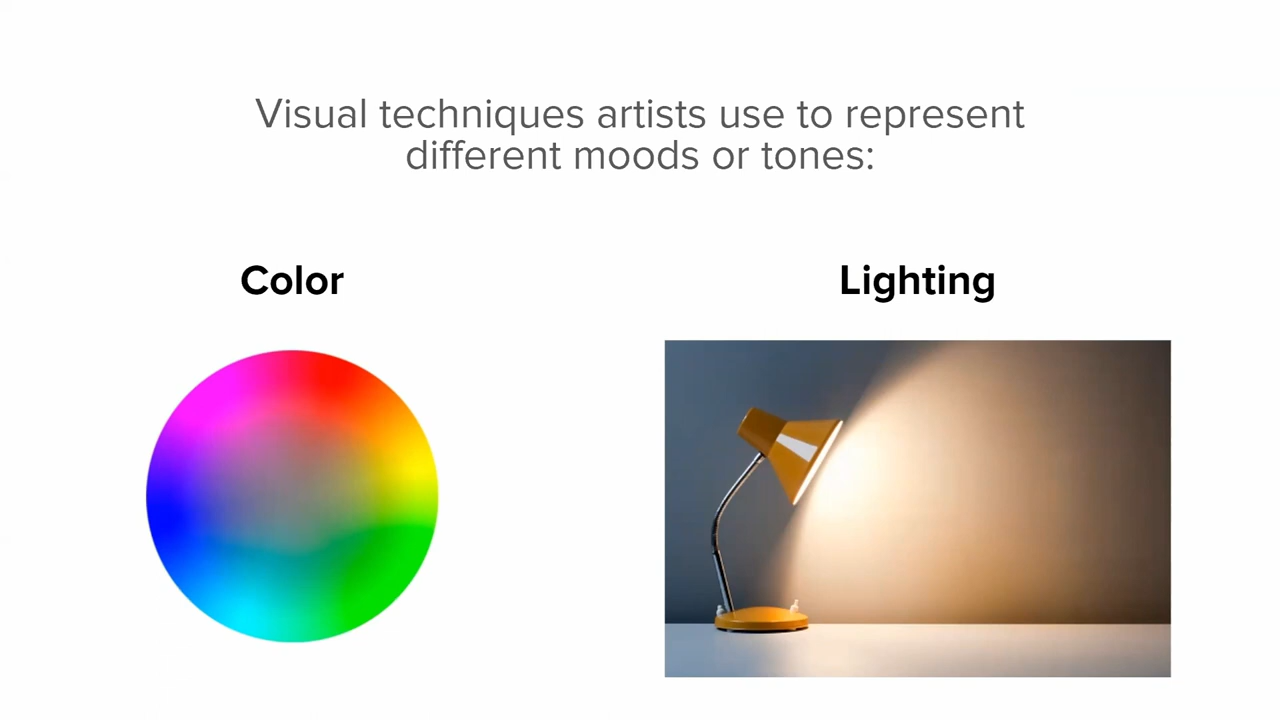 Visual techniques artists use to represent
different moods or tones:
Color
Lighting